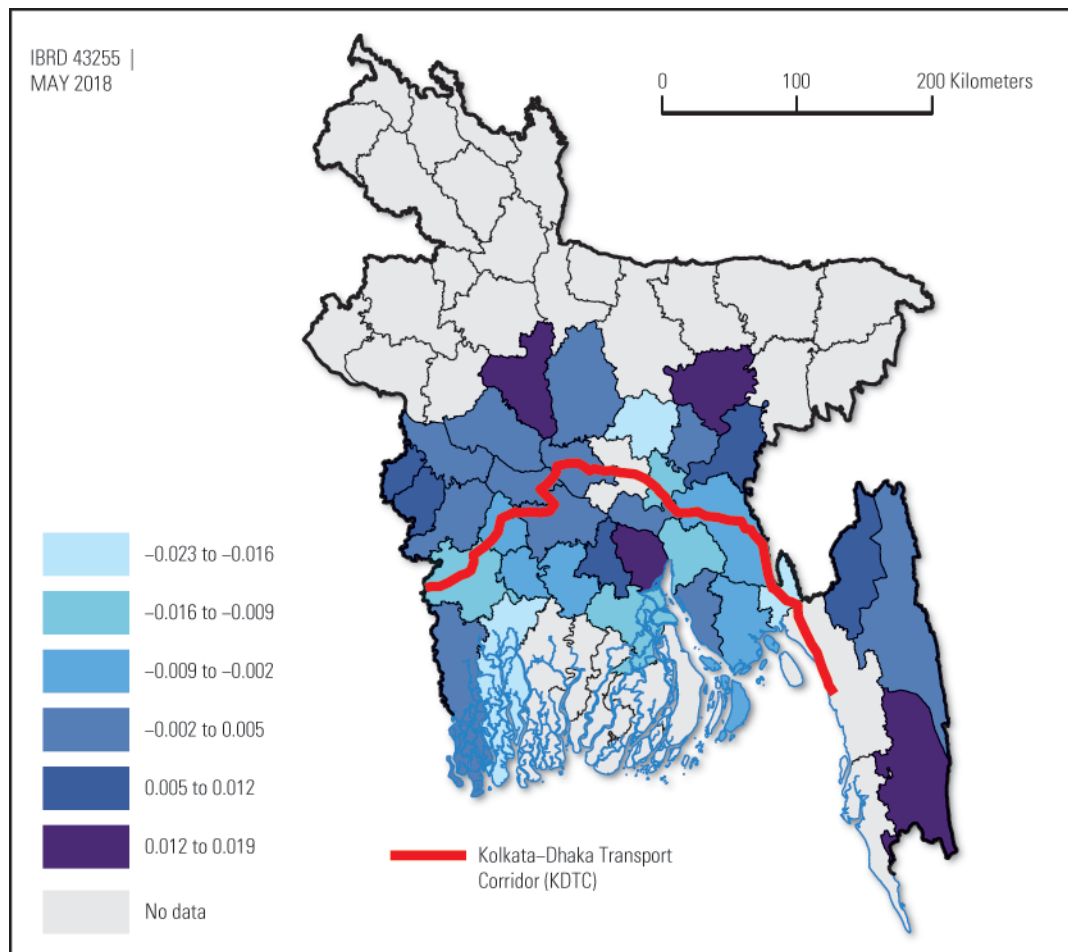 IBRD 43255 |
MAY 2018
0 100 200 Kilometers
–0.023 to –0.016
–0.016 to –0.009
–0.009 to –0.002
–0.002 to 0.005
0.005 to 0.012
0.012 to 0.019
No data
Kolkata–Dhaka Transport
Corridor (KDTC)